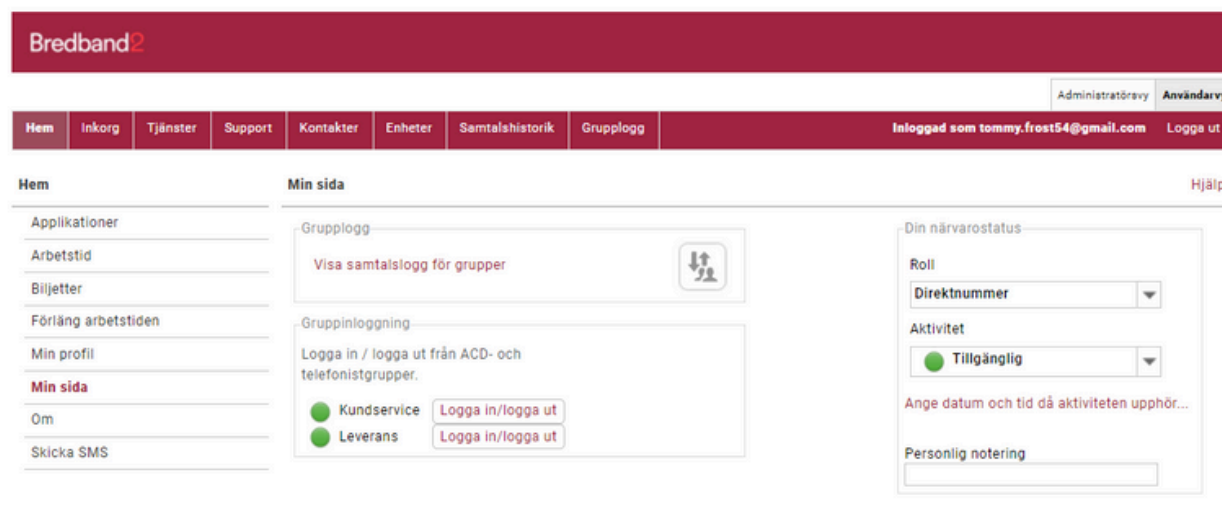 Bredband2
Administratörsvy Användarvy
Hem Inkorg Tjänster Support Kontakter Enheter Samtalshistorik Grupplogg Inloggad som tommy.frost54@gmail.com Logga ut
Hem
Applikationer
Arbetstid
Biljetter
Förläng arbetstiden
Min profil
Min sida
Om
Skicka SMS
Min sida
Hjälp
Grupplogg
Visa samtalslogg för grupper
Gruppinloggning
Logga in / logga ut från ACD- och
telefonistgrupper.
Kundservice Logga in/logga ut
Leverans Logga in/logga ut
Din närvarostatus
Roll
Direktnummer
Aktivitet
Tillgänglig
Ange datum och tid då aktiviteten upphör...
Personlig notering